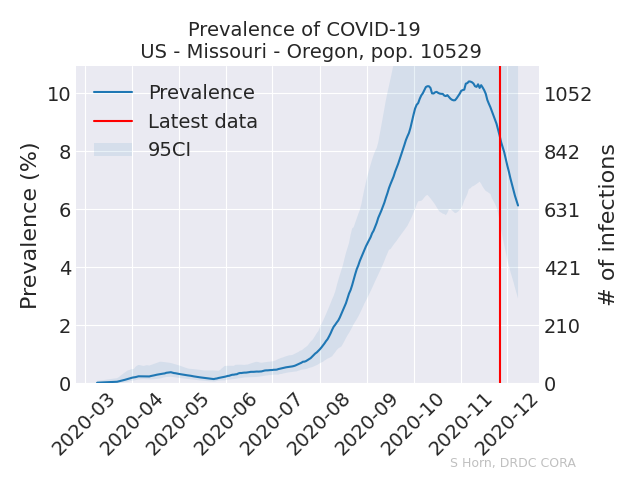 Prevalence of COVID-19
US - Missouri - Oregon, pop. 10529
Prevalence
Latest data
95CI
Prevalence (%)
10
8
6
4
2
0
1052
842
631
421
210
0
# of infections
2020-03
2020-04
2020-05
2020-06
2020-07
2020-08
2020-09
2020-10
2020-11
2020-12
S Horn, DRDC CORA